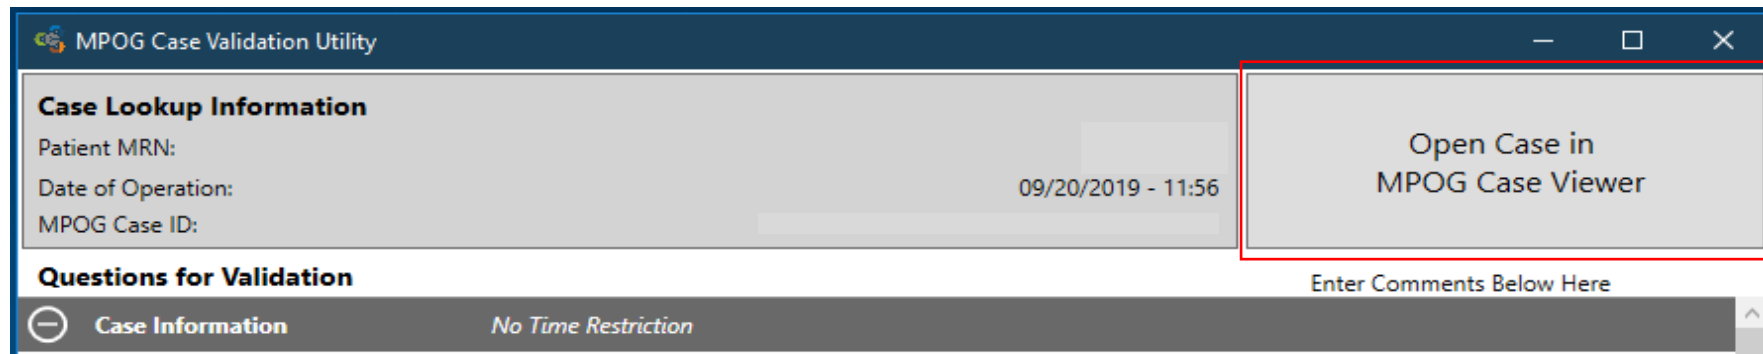 MPOG Case Validation Utility
Case Lookup Information
Patient MRN:
Date of Operation: 09/20/2019 - 11:56
MPOG Case ID:
Open Case in
MPOG Case Viewer
Questions for Validation
Enter Comments Below Here
Case Information No Time Restriction